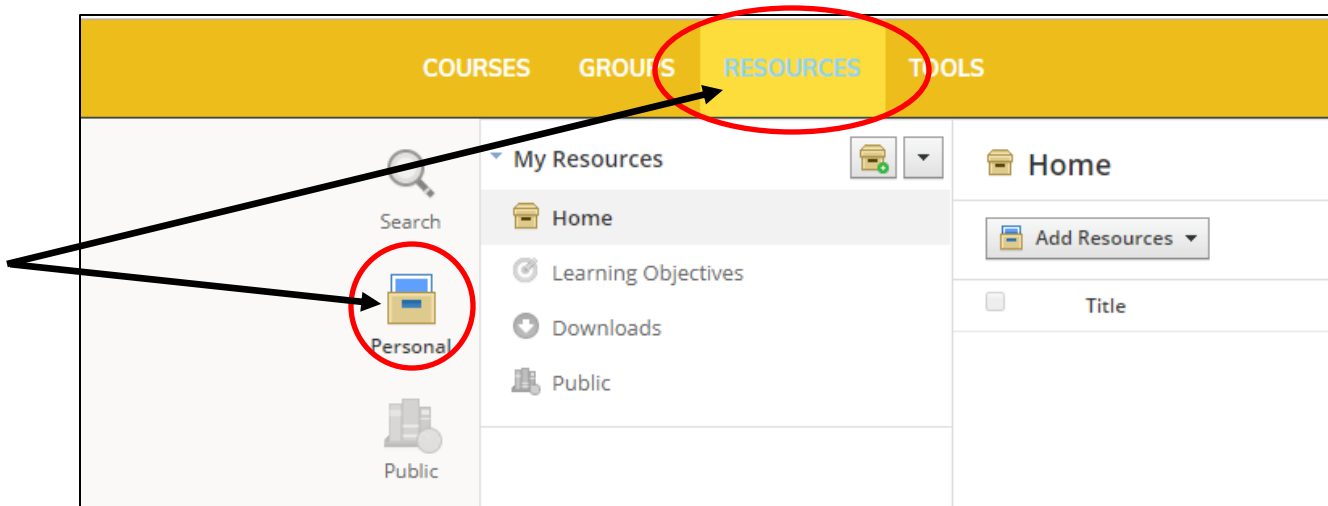 COURSES GROUPS RESOURCES TOOLS
Search
Personal
Public
My Resources
Home
Learning Objectives
Downloads
Public
Home
Add Resources
Title